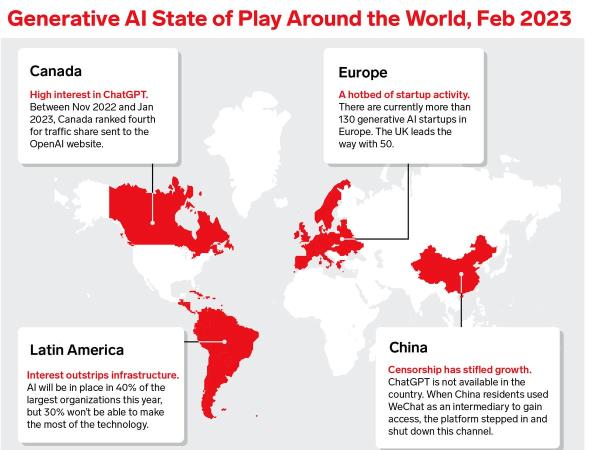 Generative AI State of Play Around the World, Feb 2023
Canada
High interest in ChatGPT.
Between Nov 2022 and Jan
2023, Canada ranked fourth
for traffic share sent to the
OpenAI website.
Europe
A hotbed of startup activity.
There are currently more than
130 generative AI startups in
Europe. The UK leads the
way with 50.
Latin America
Interest outstrips infrastructure.
AI will be in place in 40% of the
largest organizations this year,
but 30% won't be able to make
the most of the technology.
China
Censorship has stifled growth.
ChatGPT is not available in the
country. When China residents used
WeChat as an intermediary to gain
access, the platform stepped in and
shut down this channel.